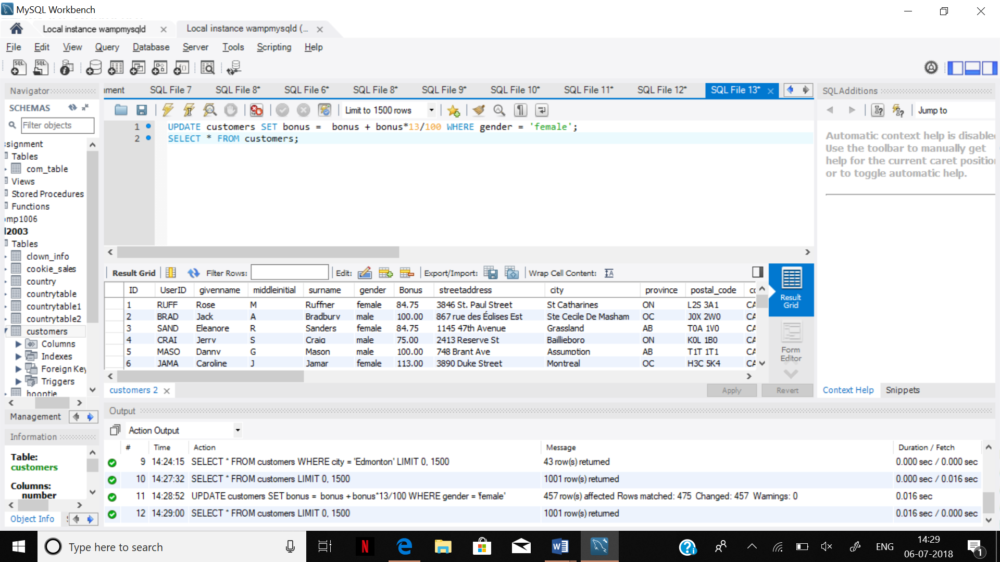 MySQL Workbench
Local instance wampmysqld
Local instance wampmysqld (...
File Edit View Query Database Server Tools Scripting Help
Navigator
SCHEMAS
Filter objects
signment
Tables
com_table
Views
Stored Procedures
Functions
mp1006
2003
Tables
clown_info
cookie_sales
country
countrytable
countrytable1
countrytable2
customers
Columns
Indexes
Foreign Key
Triggers
hooptie
Management
Information
Table:
customers
Columns:
number
Object Info
nment SQL File 7 SQL File 8* SQL File 6* SQL File 8* SQL File 9* SQL File 10* SQL File 11* SQL File 12* SQL File 13*
Limit to 1500 rows
1 UPDATE customers SET bonus =  bonus + bonus*13/100 WHERE gender = 'female';
2 SELECT * FROM customers;
Result Grid Filter Rows: Edit: Export/Import: Wrap Cell Content:
ID UserID givenname middleinitial surname gender Bonus streetaddress city province postal_code
1 RUFF Rose M Ruffner female 84.75 3846 St. Paul Street St Catharines ON L2S 3A1 CA
2 BRAD Jack A Bradbury male 100.00 867 rue des Églises Est Ste Cecile De Masham QC J0X 2W0 CA
3 SAND Eleanore R Sanders female 84.75 1145 47th Avenue Grassland AB T0A 1V0 CA
4 CRAI Jerry S Craig male 75.00 2413 Reserve St Baillieboro ON K0L 1B0 CA
5 MASO Danny G Mason male 100.00 748 Brant Ave Assumption AB T1T 1T1 CA
6 JAMA Caroline J Jamar female 113.00 3890 Duke Street Montreal QC H3C 5K4 CA
Result
Grid
Form
Editor
customers 2
Apply Revert
SQLAdditions
Jump to
Automatic context help is disabled
Use the toolbar to manually get
help for the current caret position
or to toggle automatic help.
Context Help Snippets
Output
Action Output
# Time Action Message Duration / Fetch
9 14:24:15 SELECT * FROM customers WHERE city = 'Edmonton' LIMIT 0, 1500 43 row(s) returned 0.000 sec / 0.000 sec
10 14:27:32 SELECT * FROM customers LIMIT 0, 1500 1001 row(s) returned 0.000 sec / 0.016 sec
11 14:28:52 UPDATE customers SET bonus =  bonus + bonus*13/100 WHERE gender = 'female' 457 row(s) affected Rows matched: 475  Changed: 457  Warnings: 0 0.016 sec
12 14:29:00 SELECT * FROM customers LIMIT 0, 1500 1001 row(s) returned 0.016 sec / 0.000 sec
Type here to search
ENG
14:29
06-07-2018
1